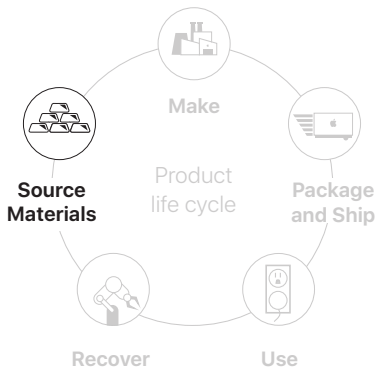 Make
Source
Materials
Product
life cycle
Package
and Ship
Recover
Use